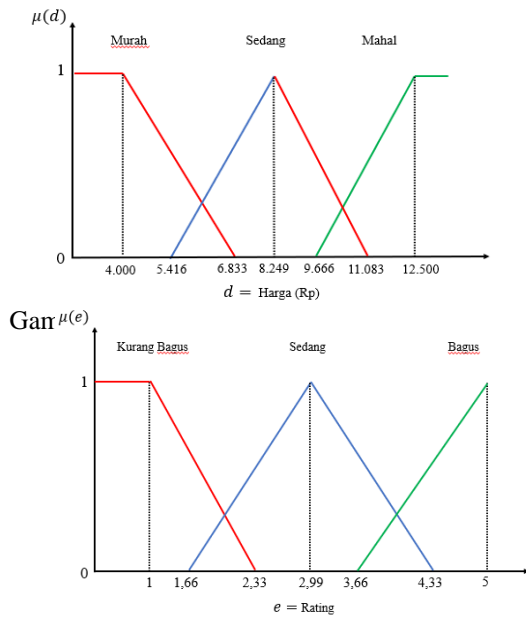 μ(d)
Murah Sedang Mahal
1
0
4.000 5.416 6.833 8.249 9.666 11.083 12.500
d = Harga (Rp)
Gam
μ(e)
Kurang Bagus Sedang Bagus
1
0
1 1,66 2,33 2,99 3,66 4,33 5
e = Rating